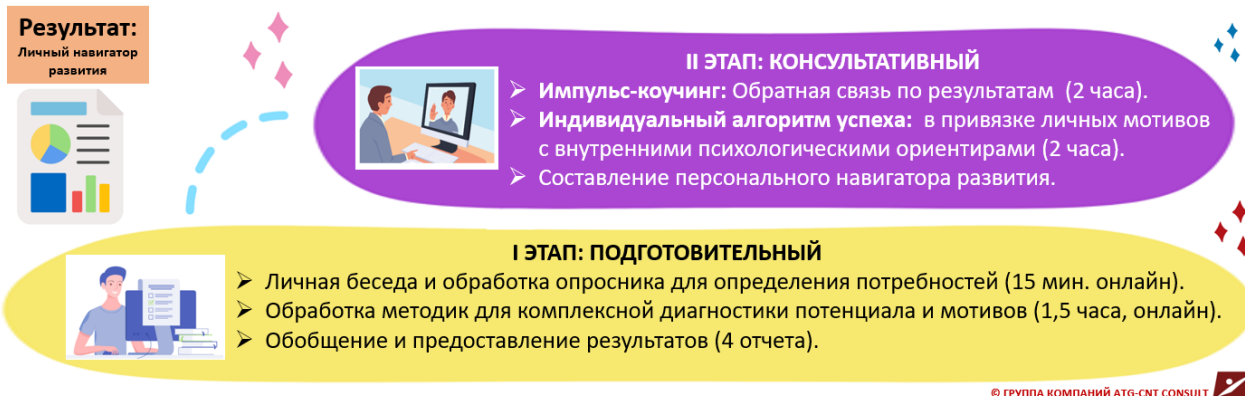 Результат:
Личный навигатор
развития
II ЭТАП: КОНСУЛЬТАТИВНЫЙ
➢ Импульс-коучинг: Обратная связь по результатам (2 часа).
➢ Индивидуальный алгоритм успеха: в привязке личных мотивов
с внутренними психологическими ориентирами (2 часа).
➢ Составление персонального навигатора развития.
I ЭТАП: ПОДГОТОВИТЕЛЬНЫЙ
➢ Личная беседа и обработка опросника для определения потребностей (15 мин. онлайн).
➢ Обработка методик для комплексной диагностики потенциала и мотивов (1,5 часа, онлайн).
➢ Обобщение и предоставление результатов (4 отчета).
© ГРУППА КОМПАНИЙ ATG-CNT CONSULT